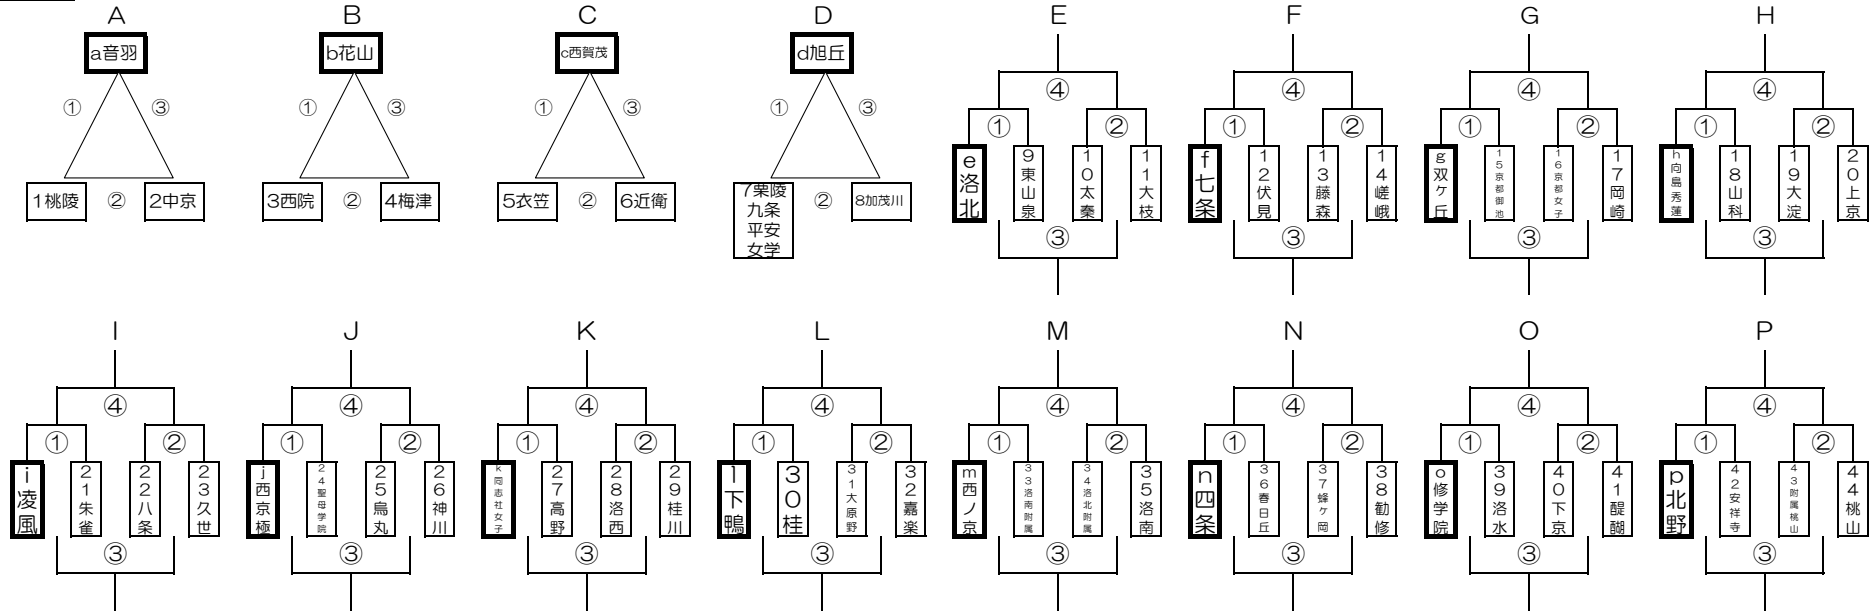 A B C D E F G H
a音羽 b花山 c西賀茂 d旭丘
① ③ ① ③ ① ③ ① ③
④ ④ ④ ④
① ② ① ② ① ② ① ②
1桃陵 ② 2中京
3西院 ② 4梅津
5衣笠 ② 6近衛
7栗陵
九条
平安
女学
② 8加茂川
e洛北
9東山泉
10太秦
11大枝
f七条
12伏見
13藤森
14嵯峨
g双ケ丘
15京都御池
16京都女子
17岡崎
h向島秀蓮
18山科
19大淀
20上京
③ ③ ③ ③
I J K L M N O P
④ ④ ④ ④ ④ ④ ④ ④
① ② ① ② ① ② ① ② ① ② ① ② ① ② ① ②
i凌風
21朱雀
22八条
23久世
j西京極
24聖母学院
25烏丸
26神川
k同志社女子
27高野
28洛西
29桂川
l下鴨
30桂
31大原野
32嘉楽
m西ノ京
33洛南附属
34洛北附属
35洛南
n四条
36春日丘
37蜂ヶ岡
38勧修
o修学院
39洛水
40下京
41醍醐
p北野
42安祥寺
43附属桃山
44桃山
③ ③ ③ ③ ③ ③ ③ ③